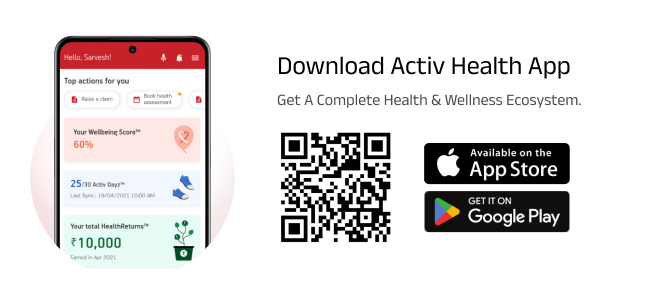 Hello, Sarvesh!
Top actions for you
Raise a claim
Book health
assessment
Your Wellbeing Score™
60%
25/30 Activ Dayz™
Last Sync : 19/04/2021 10:00 AM
Your total HealthReturns™
₹10,000
Earned in Apr 2021
Download Activ Health App
Get A Complete Health & Wellness Ecosystem.
Available on the
App Store
GET IT ON
Google Play